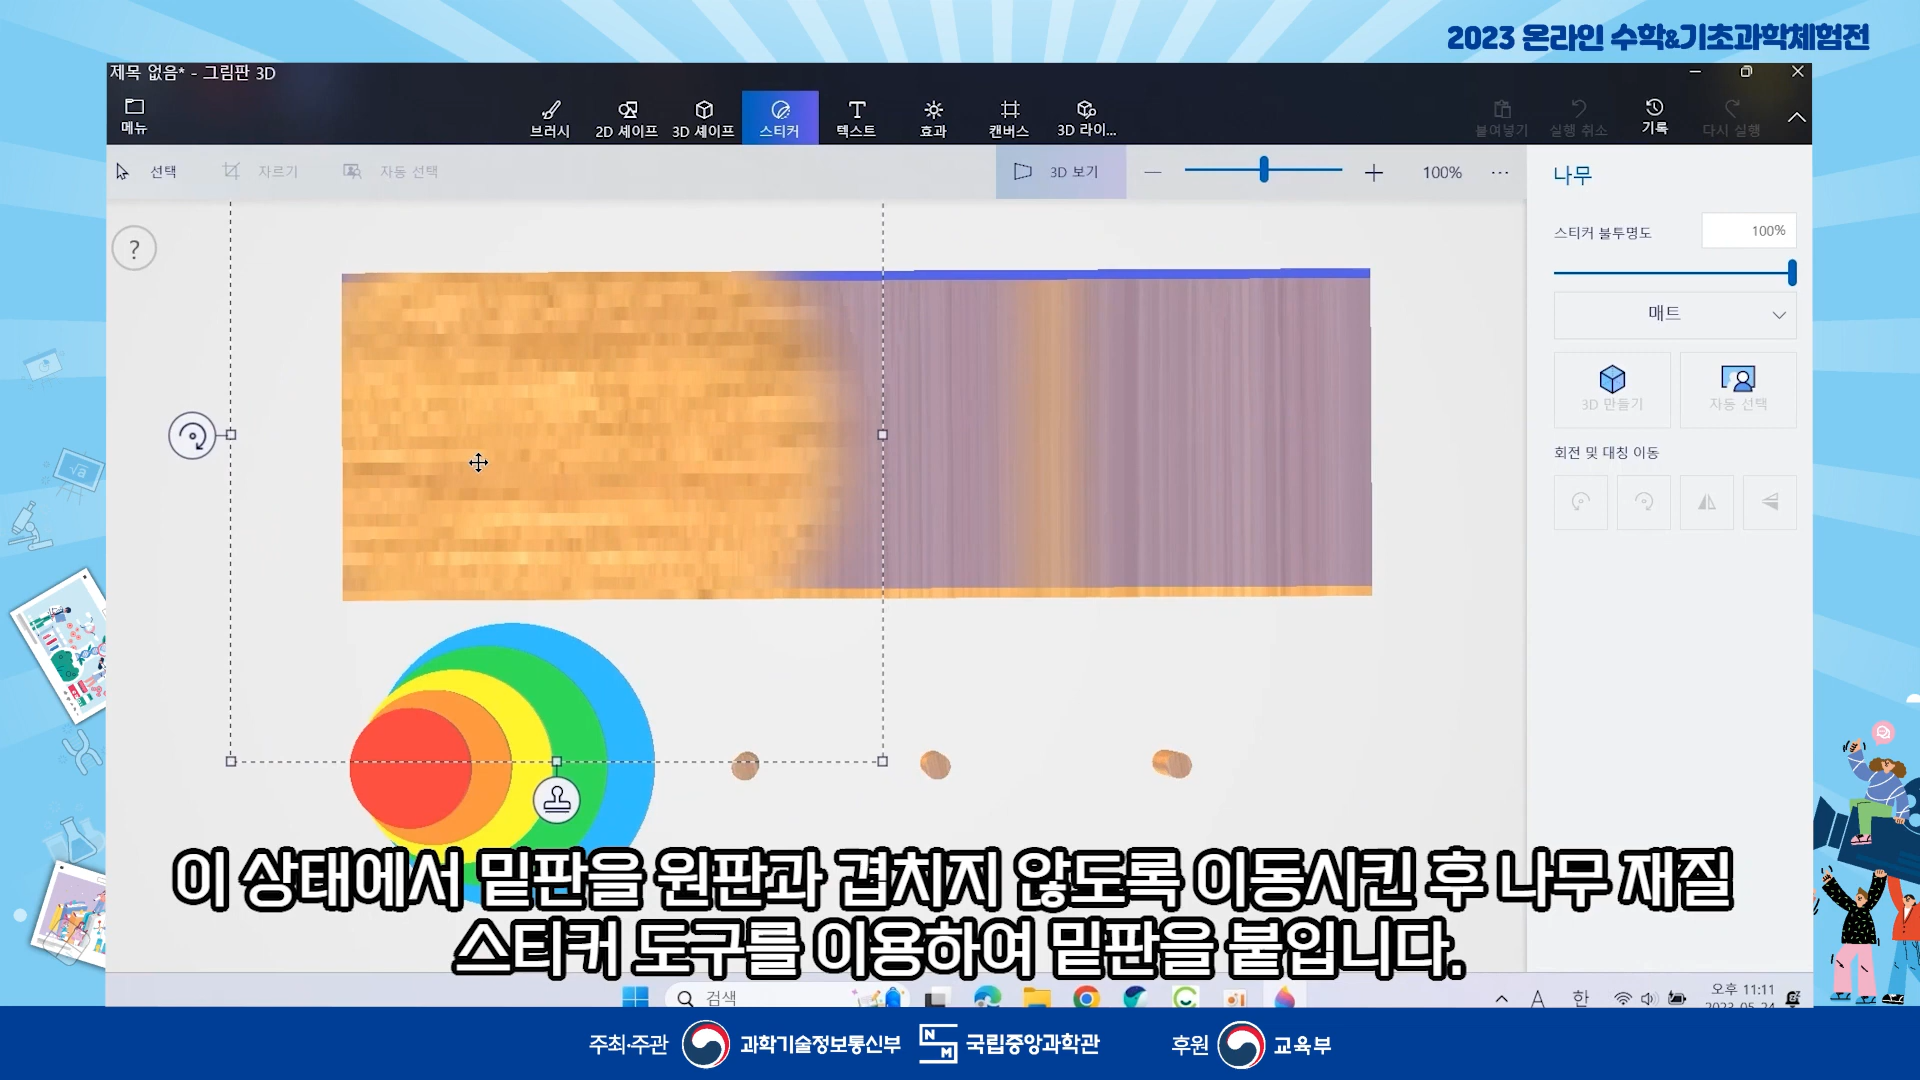 2023 온라인 수학&기초과학체험전
제목 없음* - 그림판 3D
메뉴
브러시
2D 셰이프
3D 셰이프
스티커
텍스트
효과
캔버스
3D 라이...
붙여넣기
실행 취소
기록
다시 실행
선택
자르기
자동 선택
3D 보기
100%
나무
스티커 불투명도
100%
매트
3D 만들기
자동 선택
회전 및 대칭 이동
이 상태에서 밑판을 원판과 겹치지 않도록 이동시킨 후 나무 재질
스티커 도구를 이용하여 밑판을 붙입니다.
검색
A
한
오후 11:11
2023-05-24
주최·주관
과학기술정보통신부
NSM
국립중앙과학관
후원
교육부